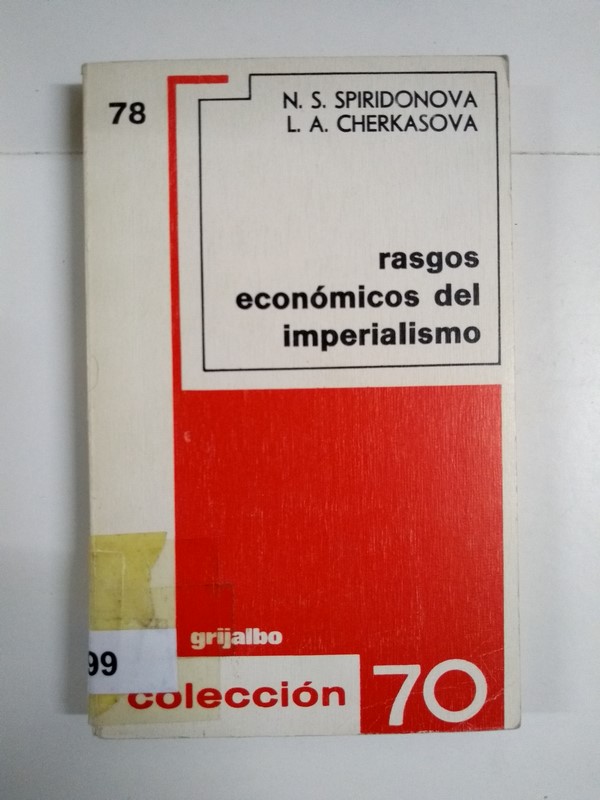 78
N. S. SPIRIDONOVA
L. A. CHERKASOVA
rasgos
económicos del
imperialismo
grijalbo
99
colección 70